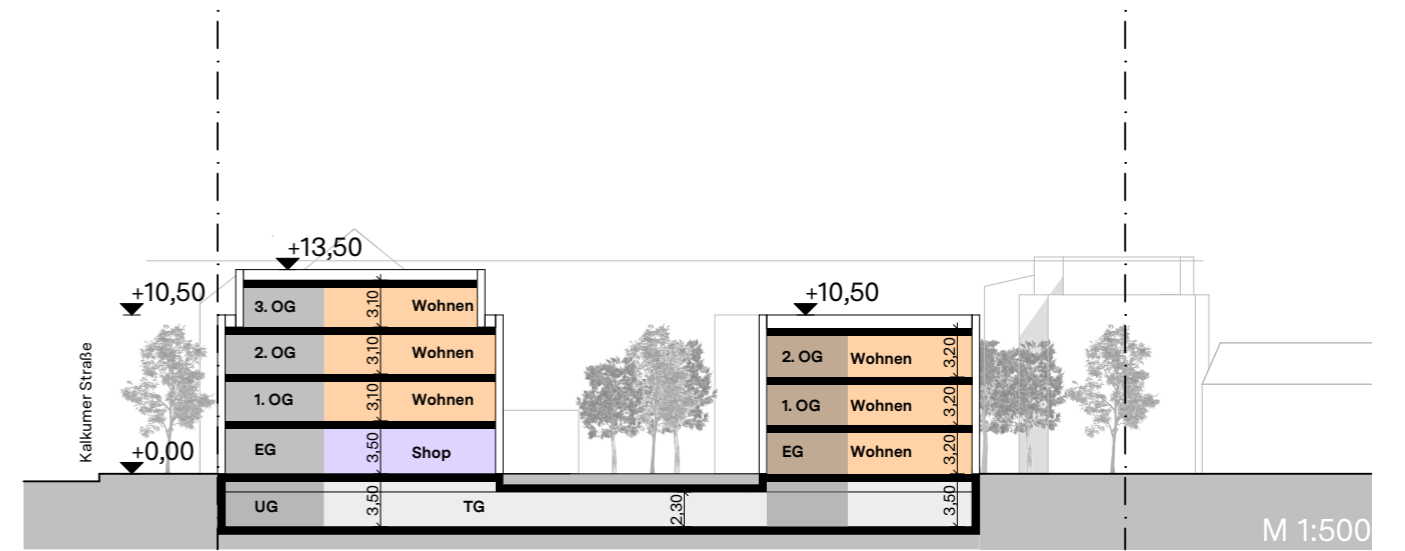 +13,50
+10,50
+10,50
3. OG
3,10
Wohnen
2. OG
3,10
Wohnen
2. OG
Wohnen
3,20
1. OG
3,10
Wohnen
1. OG
Wohnen
3,20
Kalkumer Straße
+0,00
EG
3,50
Shop
EG
Wohnen
3,20
UG
3,50
TG
2,30
3,50
M 1:500